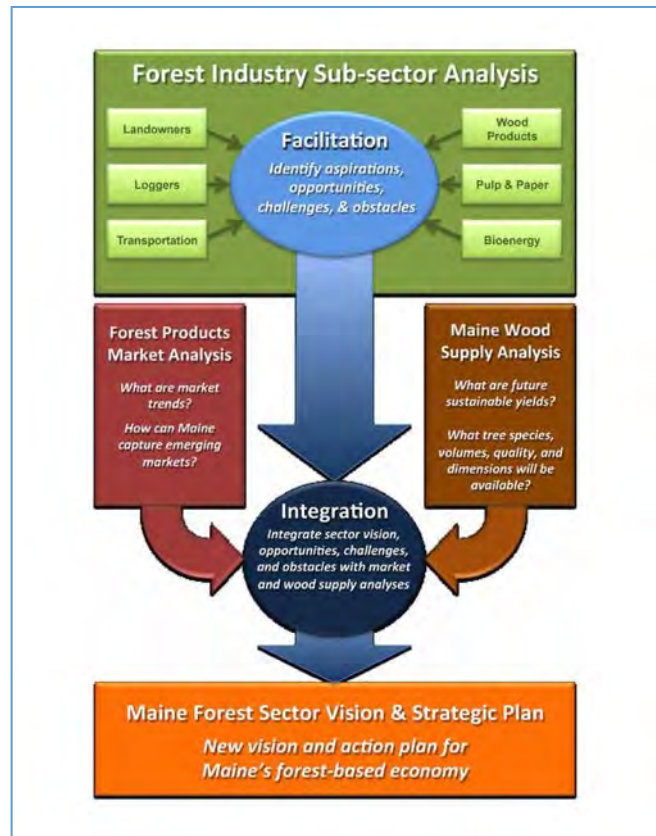 Forest Industry Sub-sector Analysis
Landowners
Loggers
Transportation
Facilitation
Identify aspirations,
opportunities,
challenges, & obstacles
Wood
Products
Pulp & Paper
Bioenergy
Forest Products
Market Analysis
What are market
trends?
How can Maine
capture emerging
markets?
Maine Wood
Supply Analysis
What are future
sustainable yields?
What tree species,
volumes, quality, and
dimensions will be
available?
Integration
Integrate sector vision,
opportunities, challenges,
and obstacles with market
and wood supply analyses
Maine Forest Sector Vision & Strategic Plan
New vision and action plan for
Maine's forest-based economy